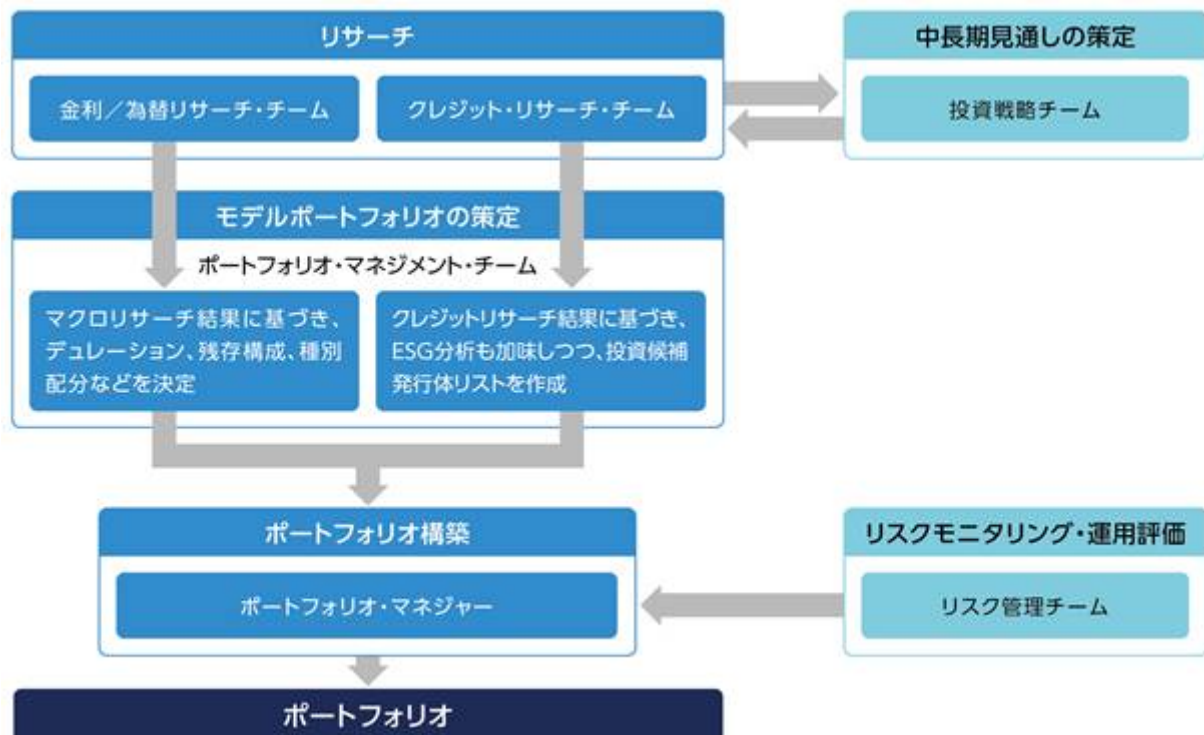 リサーチ
金利／為替リサーチ・チーム
クレジット・リサーチ・チーム
中長期見通しの策定
投資戦略チーム
モデルポートフォリオの策定
ポートフォリオ・マネジメント・チーム
マクロリサーチ結果に基づき、
デュレーション、残存構成、種別
配分などを決定
クレジットリサーチ結果に基づき、
ESG分析も加味しつつ、投資候補
発行体リストを作成
ポートフォリオ構築
ポートフォリオ・マネジャー
リスクモニタリング・運用評価
リスク管理チーム
ポートフォリオ